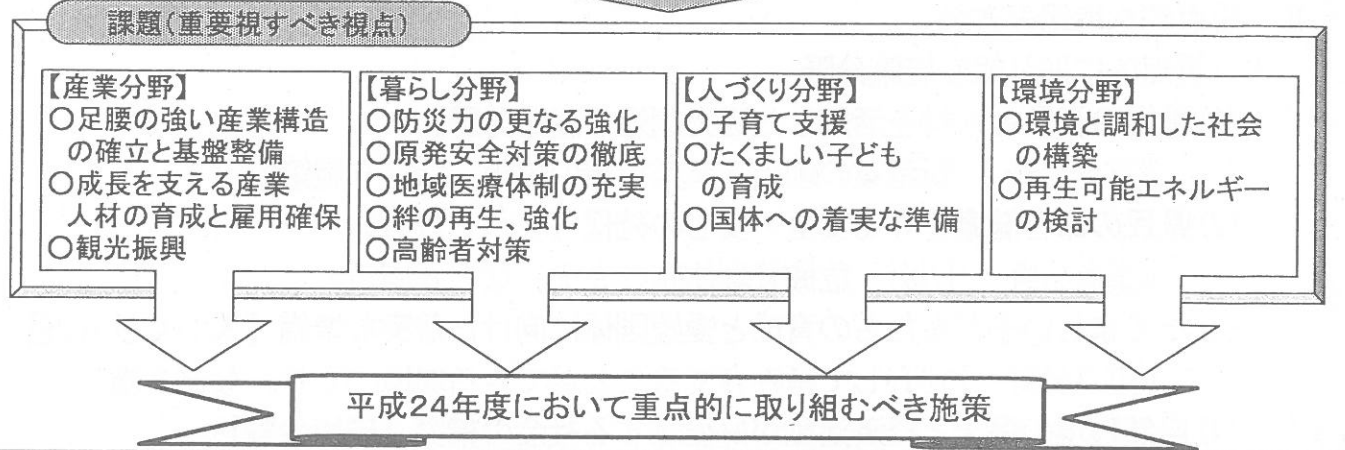 課題(重要視すべき視点)
【産業分野】
○足腰の強い産業構造
の確立と基盤整備
○成長を支える産業
人材の育成と雇用確保
○観光振興
【暮らし分野】
○防災力の更なる強化
○原発安全対策の徹底
○地域医療体制の充実
○絆の再生、強化
○高齢者対策
【人づくり分野】
○子育て支援
○たくましい子ども
の育成
○国体への着実な準備
【環境分野】
○環境と調和した社会
の構築
○再生可能エネルギー
の検討
平成24年度において重点的に取り組むべき施策